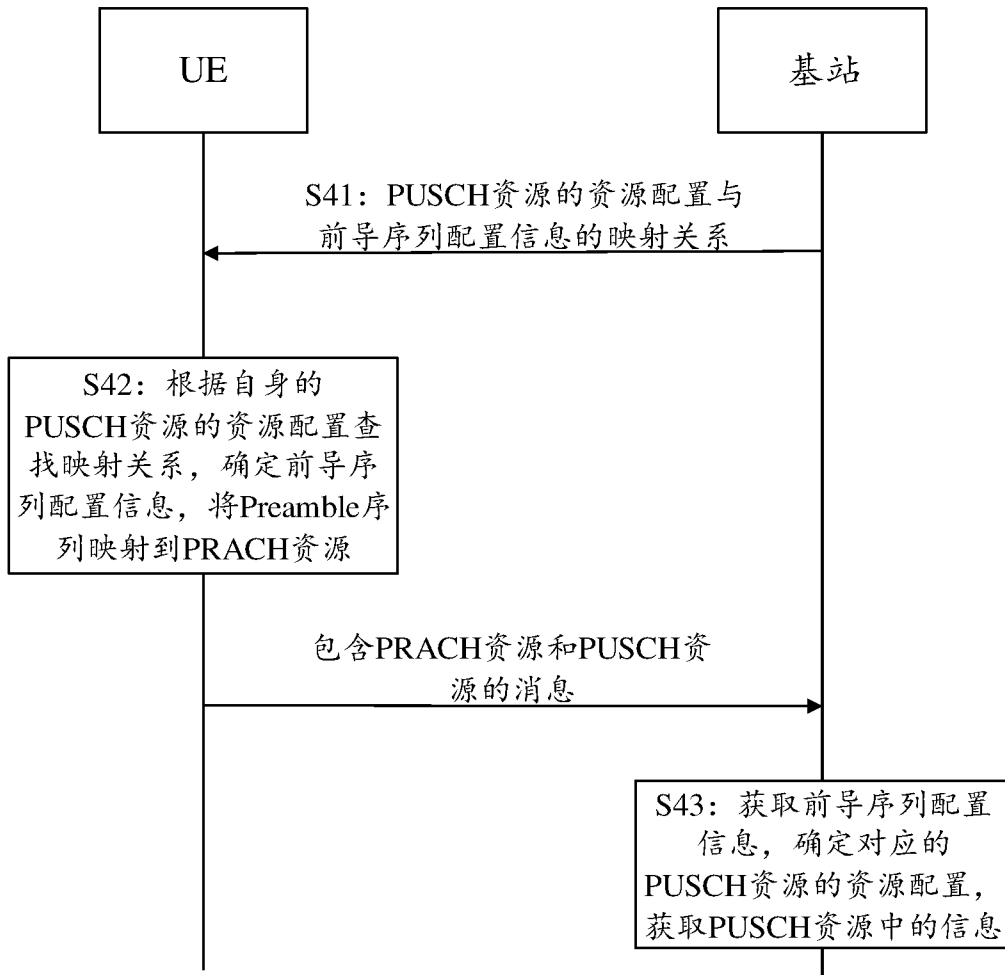 UE
基站
S41：PUSCH资源的资源配置与
前导序列配置信息的映射关系
S42：根据自身的
PUSCH资源的资源配置查
找映射关系，确定前导序
列配置信息，将Preamble序
列映射到PRACH资源
包含PRACH资源和PUSCH资
源的消息
S43：获取前导序列配置
信息，确定对应的
PUSCH资源的资源配置，
获取PUSCH资源中的信息